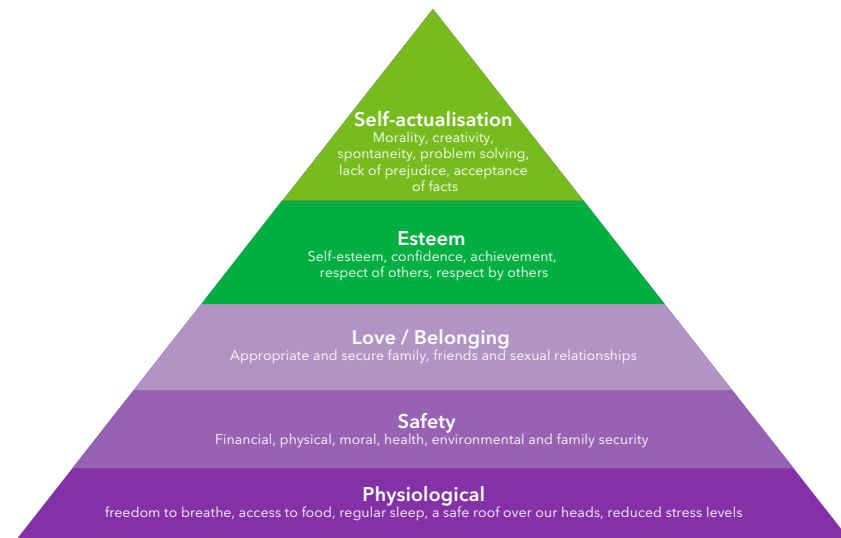 Self-actualisation
Morality, creativity,
spontaneity, problem solving,
lack of prejudice, acceptance
of facts
Esteem
Self-esteem, confidence, achievement,
respect of others, respect by others
Love / Belonging
Appropriate and secure family, friends and sexual relationships
Safety
Financial, physical, moral, health, environmental and family security
Physiological
freedom to breathe, access to food, regular sleep, a safe roof over our heads, reduced stress levels